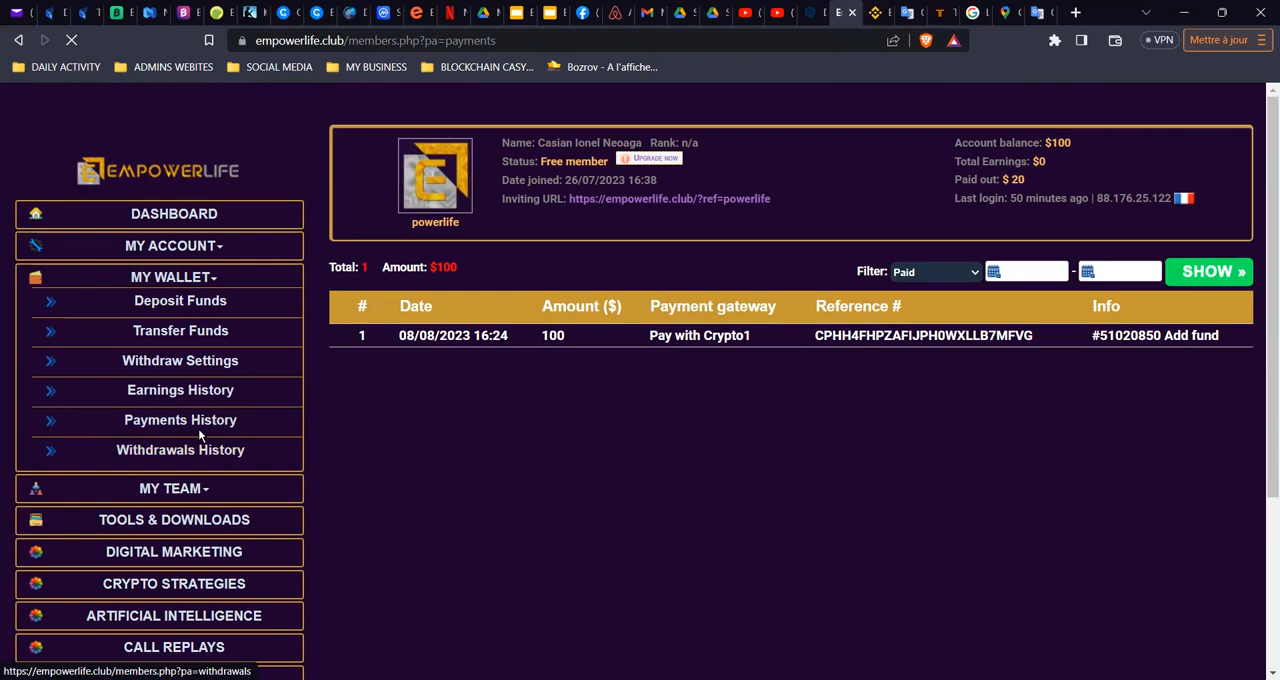 empowerlife.club/members.php?pa=payments
VPN
Mettre à jour
DAILY ACTIVITY
ADMINS WEBITES
SOCIAL MEDIA
MY BUSINESS
BLOCKCHAIN CASY...
Bozrov - A l'affiche...
EMPOWERLIFE
DASHBOARD
MY ACCOUNT
MY WALLET
Deposit Funds
Transfer Funds
Withdraw Settings
Earnings History
Payments History
Withdrawals History
MY TEAM
TOOLS & DOWNLOADS
DIGITAL MARKETING
CRYPTO STRATEGIES
ARTIFICIAL INTELLIGENCE
CALL REPLAYS
powerlife
Name: Casian Ionel Neoaga Rank: n/a
Status: Free member UPGRADE NOW
Date joined: 26/07/2023 16:38
Inviting URL: https://empowerlife.club/?ref=powerlife
Account balance: $100
Total Earnings: $0
Paid out: $ 20
Last login: 50 minutes ago | 88.176.25.122
Total: 1 Amount: $100
Filter: Paid - SHOW »
# Date Amount ($) Payment gateway Reference # Info
1 08/08/2023 16:24 100 Pay with Crypto1 CPHH4FHPZAFIJPH0WXLLB7MFVG #51020850 Add fund
https://empowerlife.club/members.php?pa=withdrawals